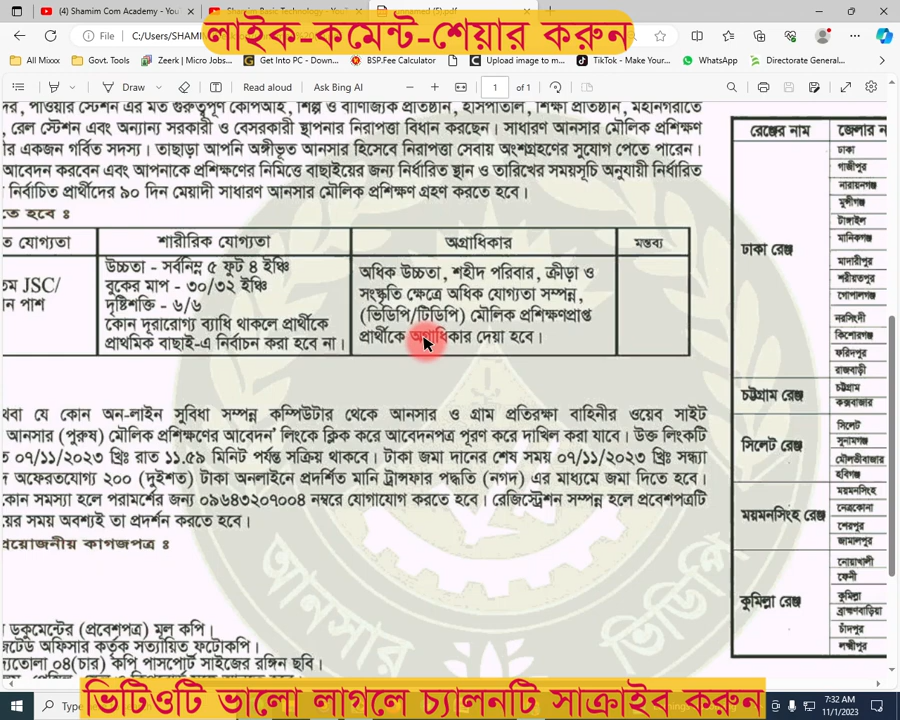 লাইক-কমেন্ট-শেয়ার করুন
(4) Shamim Com Academy - You
Shamim Basic Technology - YouTu
unnamed (5).pdf
File
C:/Users/SHAMI
All Mixxx
Govt. Tools
Zeerk | Micro Jobs...
Get Into PC - Down...
BSP.Fee Calculator
Upload image to m...
TikTok - Make Your...
WhatsApp
Directorate General...
Draw
Read aloud
Ask Bing AI
1
of 1
দর, পাওয়ার স্টেশন এর মত গুরুত্বপূর্ণ কেপিআই, শিল্প ও বাণিজ্যিক প্রতিষ্ঠান, হাসপাতাল, শিক্ষা প্রতিষ্ঠান, মহানগরীতে
, রেল স্টেশন এবং অন্যান্য সরকারী ও বেসরকারী স্থাপনার নিরাপত্তা বিধান করছেন। সাধারণ আনসার মৌলিক প্রশিক্ষণ
র একজন গর্বিত সদস্য। তাছাড়া আপনি অঙ্গীভূত আনসার হিসেবে নিরাপত্তা সেবায় অংশগ্রহণের সুযোগ পেতে পারেন।
আবেদন করবেন এবং আপনাকে প্রশিক্ষণের নিমিত্তে বাছাইয়ের জন্য নির্ধারিত স্থান ও তারিখের সময়সূচি অনুযায়ী নির্ধারিত
নির্বাচিত প্রার্থীদের ৯০ দিন মেয়াদী সাধারণ আনসার মৌলিক প্রশিক্ষণ গ্রহণ করতে হবে।
তে হবে ঃ
ত যোগ্যতা
শারীরিক যোগ্যতা
অগ্রাধিকার
মন্তব্য
তম JSC/
ন পাশ
উচ্চতা - সর্বনিম্ন ৫ ফুট ৪ ইঞ্চি
বুকের মাপ - ৩০/৩২ ইঞ্চি
দৃষ্টিশক্তি - ৬/৬
কোন দূরারোগ্য ব্যাধি থাকলে প্রার্থীকে
প্রাথমিক বাছাই-এ নির্বাচন করা হবে না।
অধিক উচ্চতা, শহীদ পরিবার, ক্রীড়া ও
সংস্কৃতি ক্ষেত্রে অধিক যোগ্যতা সম্পন্ন,
(ভিডিপি/টিডিপি) মৌলিক প্রশিক্ষণপ্রাপ্ত
প্রার্থীকে অগ্রাধিকার দেয়া হবে।
থবা যে কোন অন-লাইন সুবিধা সম্পন্ন কম্পিউটার থেকে আনসার ও গ্রাম প্রতিরক্ষা বাহিনীর ওয়েব সাইট
আনসার (পুরুষ) মৌলিক প্রশিক্ষণের আবেদন' লিংকে ক্লিক করে আবেদনপত্র পূরণ করে দাখিল করা যাবে। উক্ত লিংকটি
০৭/১১/২০২৩ খ্রিঃ রাত ১১.৫৯ মিনিট পর্যন্ত সক্রিয় থাকবে। টাকা জমা দানের শেষ সময় ০৭/১১/২০২৩ খ্রিঃ সন্ধ্যা
অফেরতযোগ্য ২০০ (দুইশত) টাকা অনলাইনে প্রদর্শিত মানি ট্রান্সফার পদ্ধতি (নগদ) এর মাধ্যমে জমা দিতে হবে।
কোন সমস্যা হলে পরামর্শের জন্য ০৯৬৪৩২০৭০০৪ নম্বরে যোগাযোগ করতে হবে। রেজিস্ট্রেশন সম্পন্ন হলে প্রবেশপত্রটি
য়ের সময় অবশ্যই তা প্রদর্শন করতে হবে।
প্রয়োজনীয় কাগজপত্র ঃ
ডকুমেন্টের (প্রবেশপত্র) মূল কপি।
জটেড অফিসার কর্তৃক সত্যায়িত ফটোকপি।
দ্যতোলা ০৪(চার) কপি পাসপোর্ট সাইজের রঙ্গিন ছবি।
আনসার
ভিডিপি
রেঞ্জের নাম
জেলার ন
ঢাকা রেঞ্জ
ঢাকা
গাজীপুর
নারায়নগঞ্জ
মুন্সীগঞ্জ
টাঙ্গাইল
মানিকগঞ্জ
মাদারীপুর
শরীয়তপুর
গোপালগঞ্জ
নরসিংদী
কিশোরগঞ্জ
ফরিদপুর
রাজবাড়ী
চট্টগ্রাম রেঞ্জ
চট্টগ্রাম
কক্সবাজার
সিলেট রেঞ্জ
সিলেট
সুনামগঞ্জ
মৌলভীবাজার
হবিগঞ্জ
ময়মনসিংহ রেঞ্জ
ময়মনসিংহ
নেত্রকোনা
শেরপুর
জামালপুর
কুমিল্লা রেঞ্জ
নোয়াখালী
ফেনী
কুমিল্লা
ব্রাহ্মণবাড়িয়া
চাঁদপুর
লক্ষ্মীপুর
ভিটিওটি ভালো লাগলে চ্যালনটি সাক্রাইব করুন
7:32 AM
11/1/2023